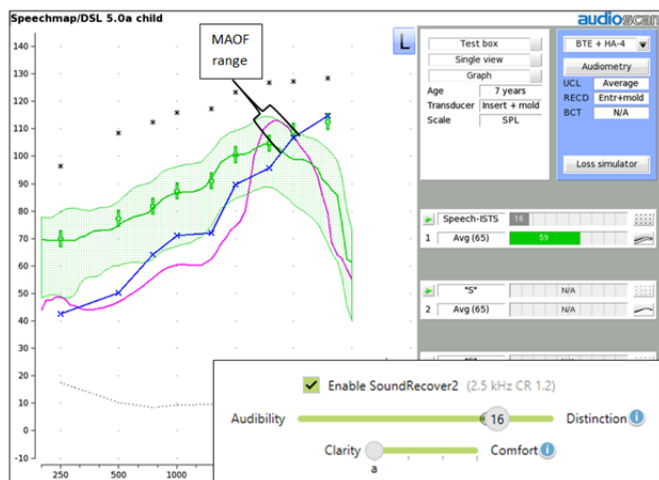 Speechmap/DSL 5.0a child
audioscan
MAOF
range
140
130
120
110
100
90
80
70
60
50
40
30
20
10
0
-10
250
500
1000
L
Test box
Single view
Graph
Age 7 years
Transducer Insert + mold
Scale SPL
BTE + HA-4
Audiometry
UCL Average
RECD Entr+mold
BCT N/A
Loss simulator
Speech-ISTS 16
1 Avg (65) 59
"S" N/A
2 Avg (65) N/A
Enable SoundRecover2 (2.5 kHz CR 1.2)
Audibility 16 Distinction
Clarity Comfort
a